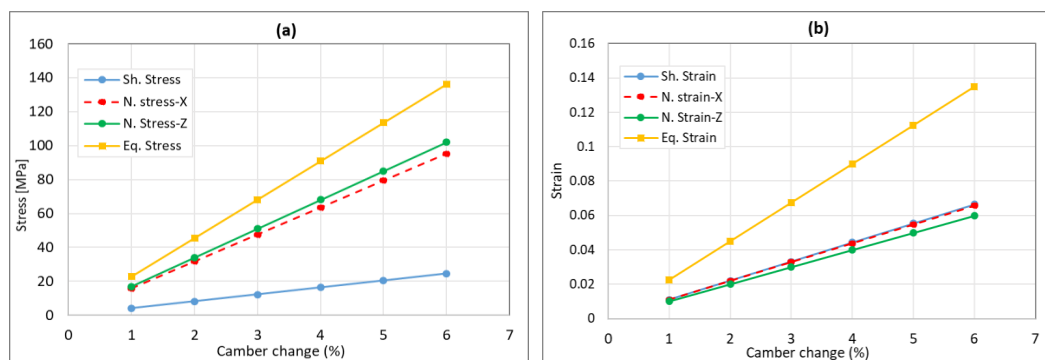 (a)
160
140
120
100
80
60
40
20
0
Stress [MPa]
Sh. Stress
N. stress-X
N. Stress-Z
Eq. Stress
0 1 2 3 4 5 6 7
Camber change (%)
(b)
0.16
0.14
0.12
0.1
0.08
0.06
0.04
0.02
0
Strain
Sh. Strain
N. strain-X
N. Strain-Z
Eq. Strain
0 1 2 3 4 5 6 7
Camber change (%)